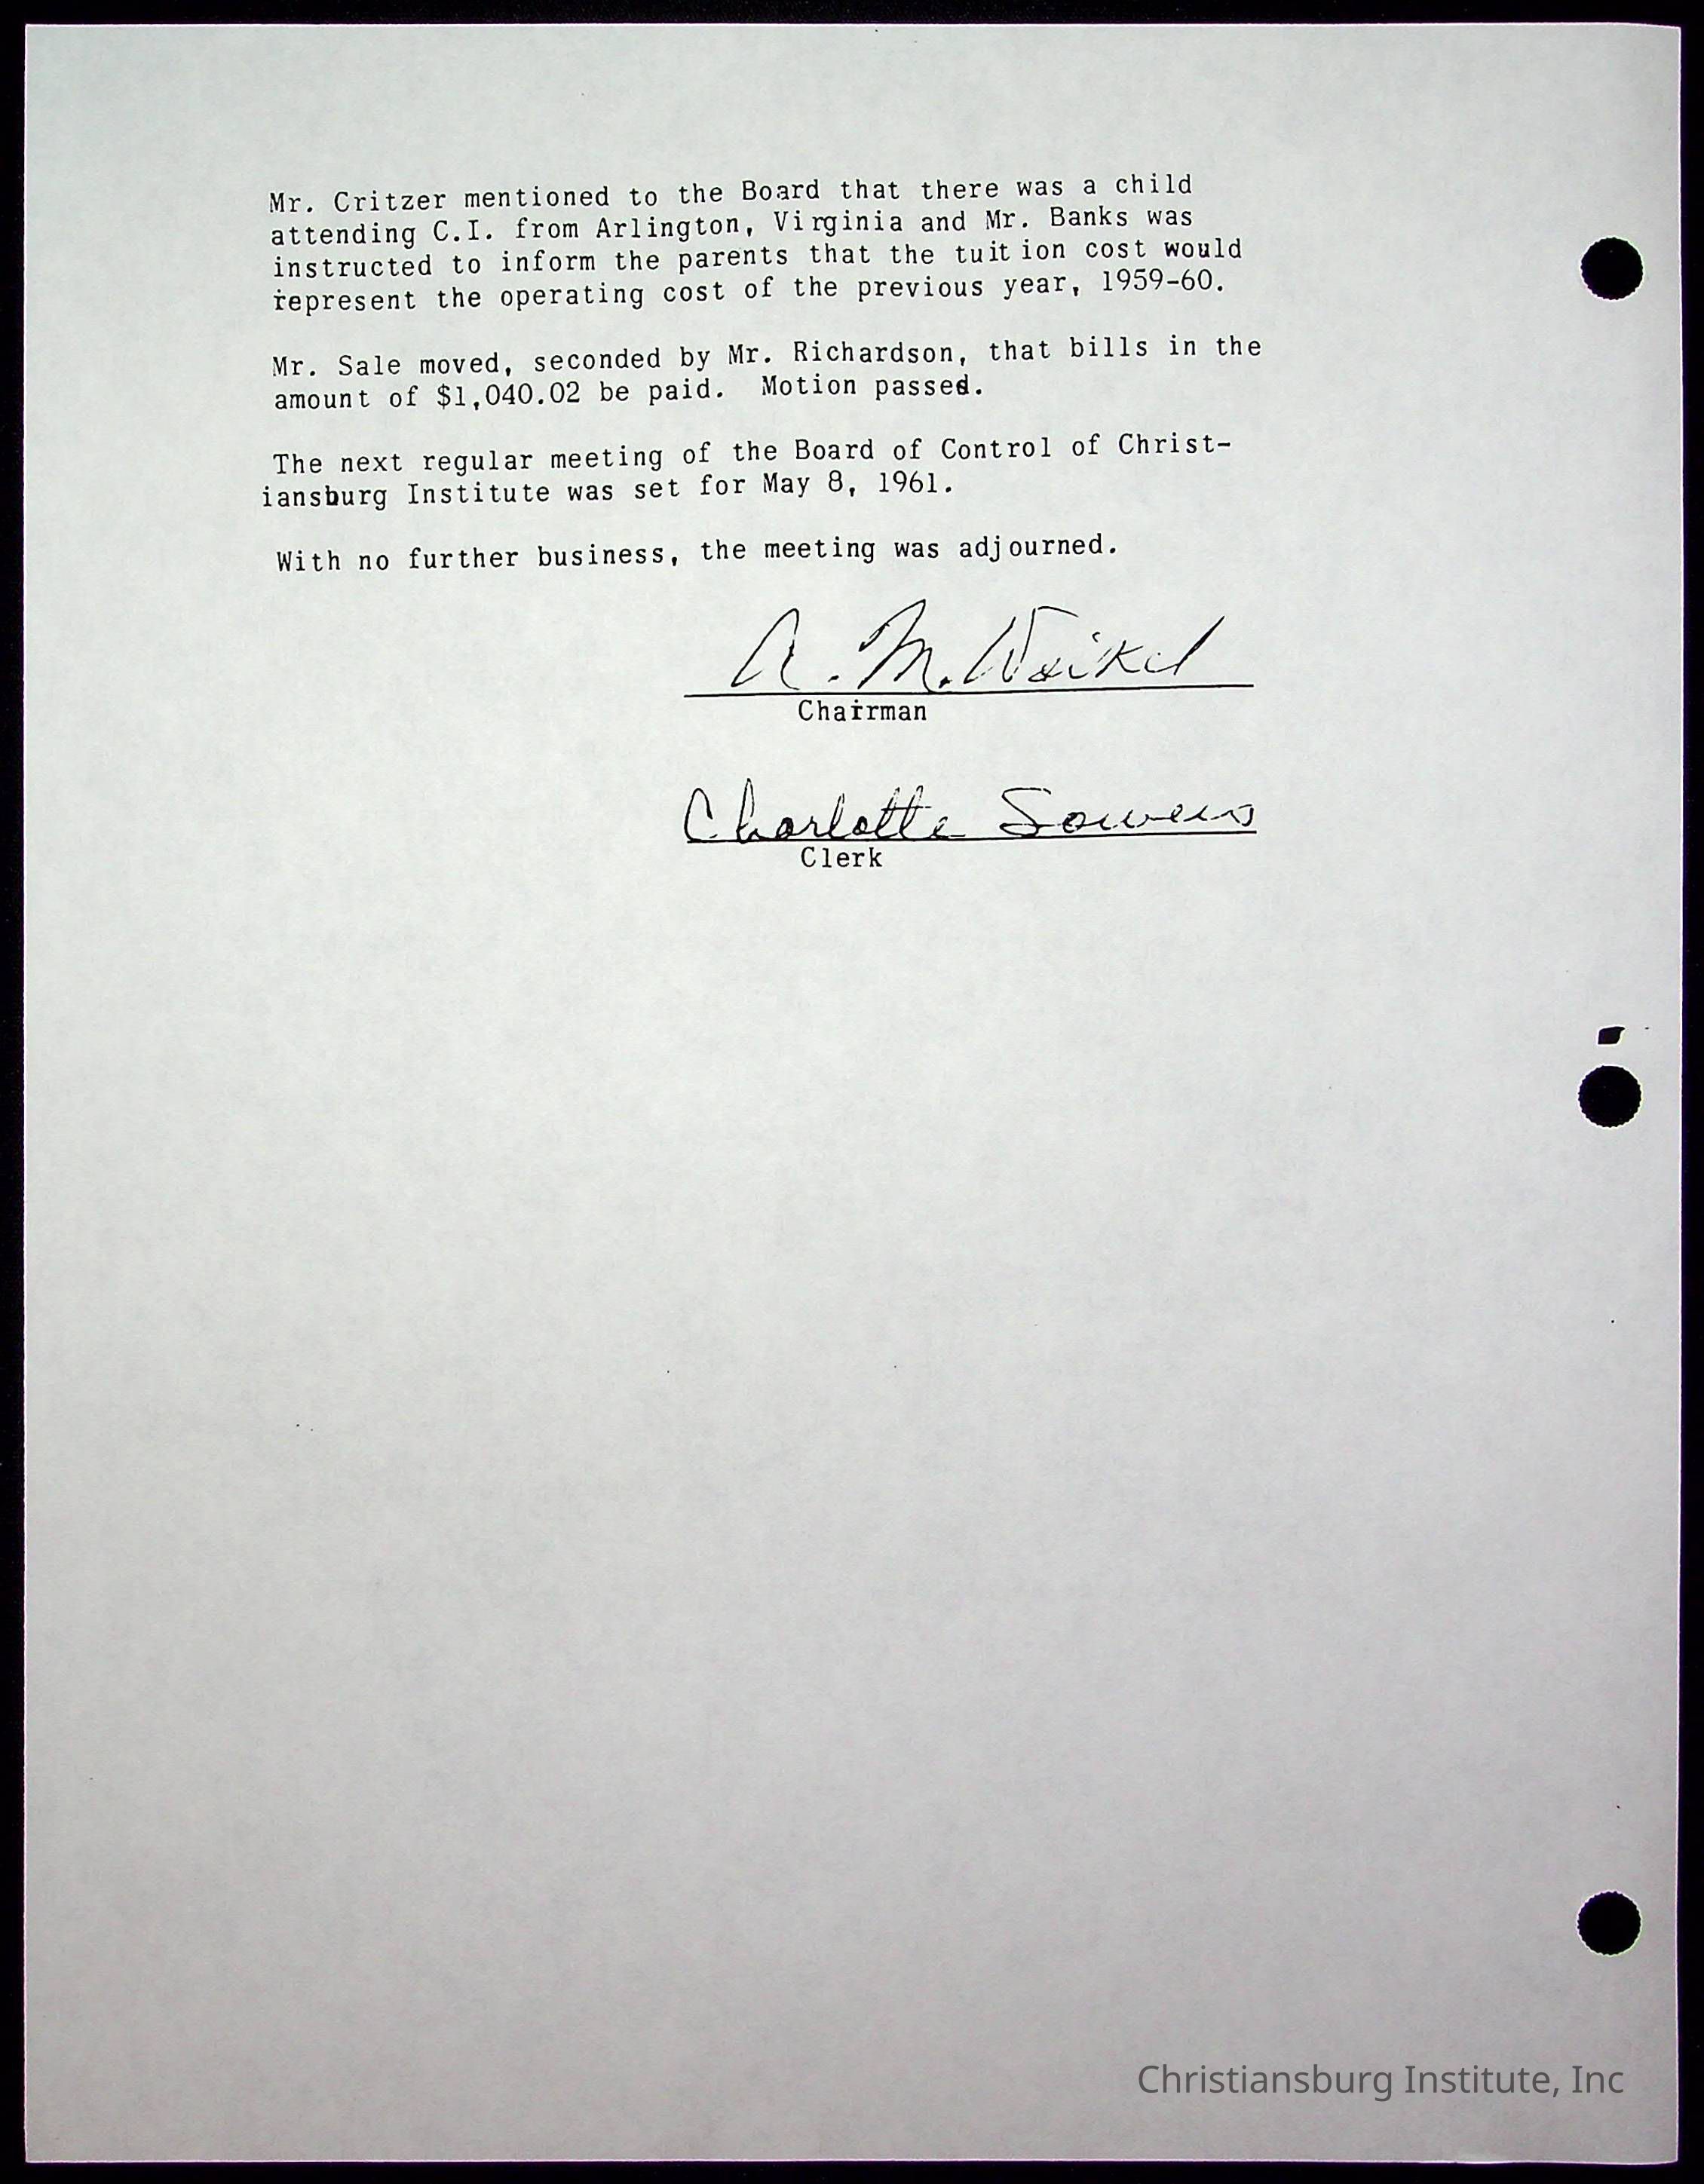 Mr. Critzer mentioned to the Board that there was a child
attending C.I. from Arlington, Virginia and Mr. Banks was
instructed to inform the parents that the tuition cost would
represent the operating cost of the previous year, 1959-60.
Mr. Sale moved, seconded by Mr. Richardson, that bills in the
amount of $1,040.02 be paid. Motion passed.
The next regular meeting of the Board of Control of Christ-
iansburg Institute was set for May 8, 1961.
With no further business, the meeting was adjourned.
A. M. Weikel
Chairman
Charlotte Sowers
Clerk
Christiansburg Institute, Inc